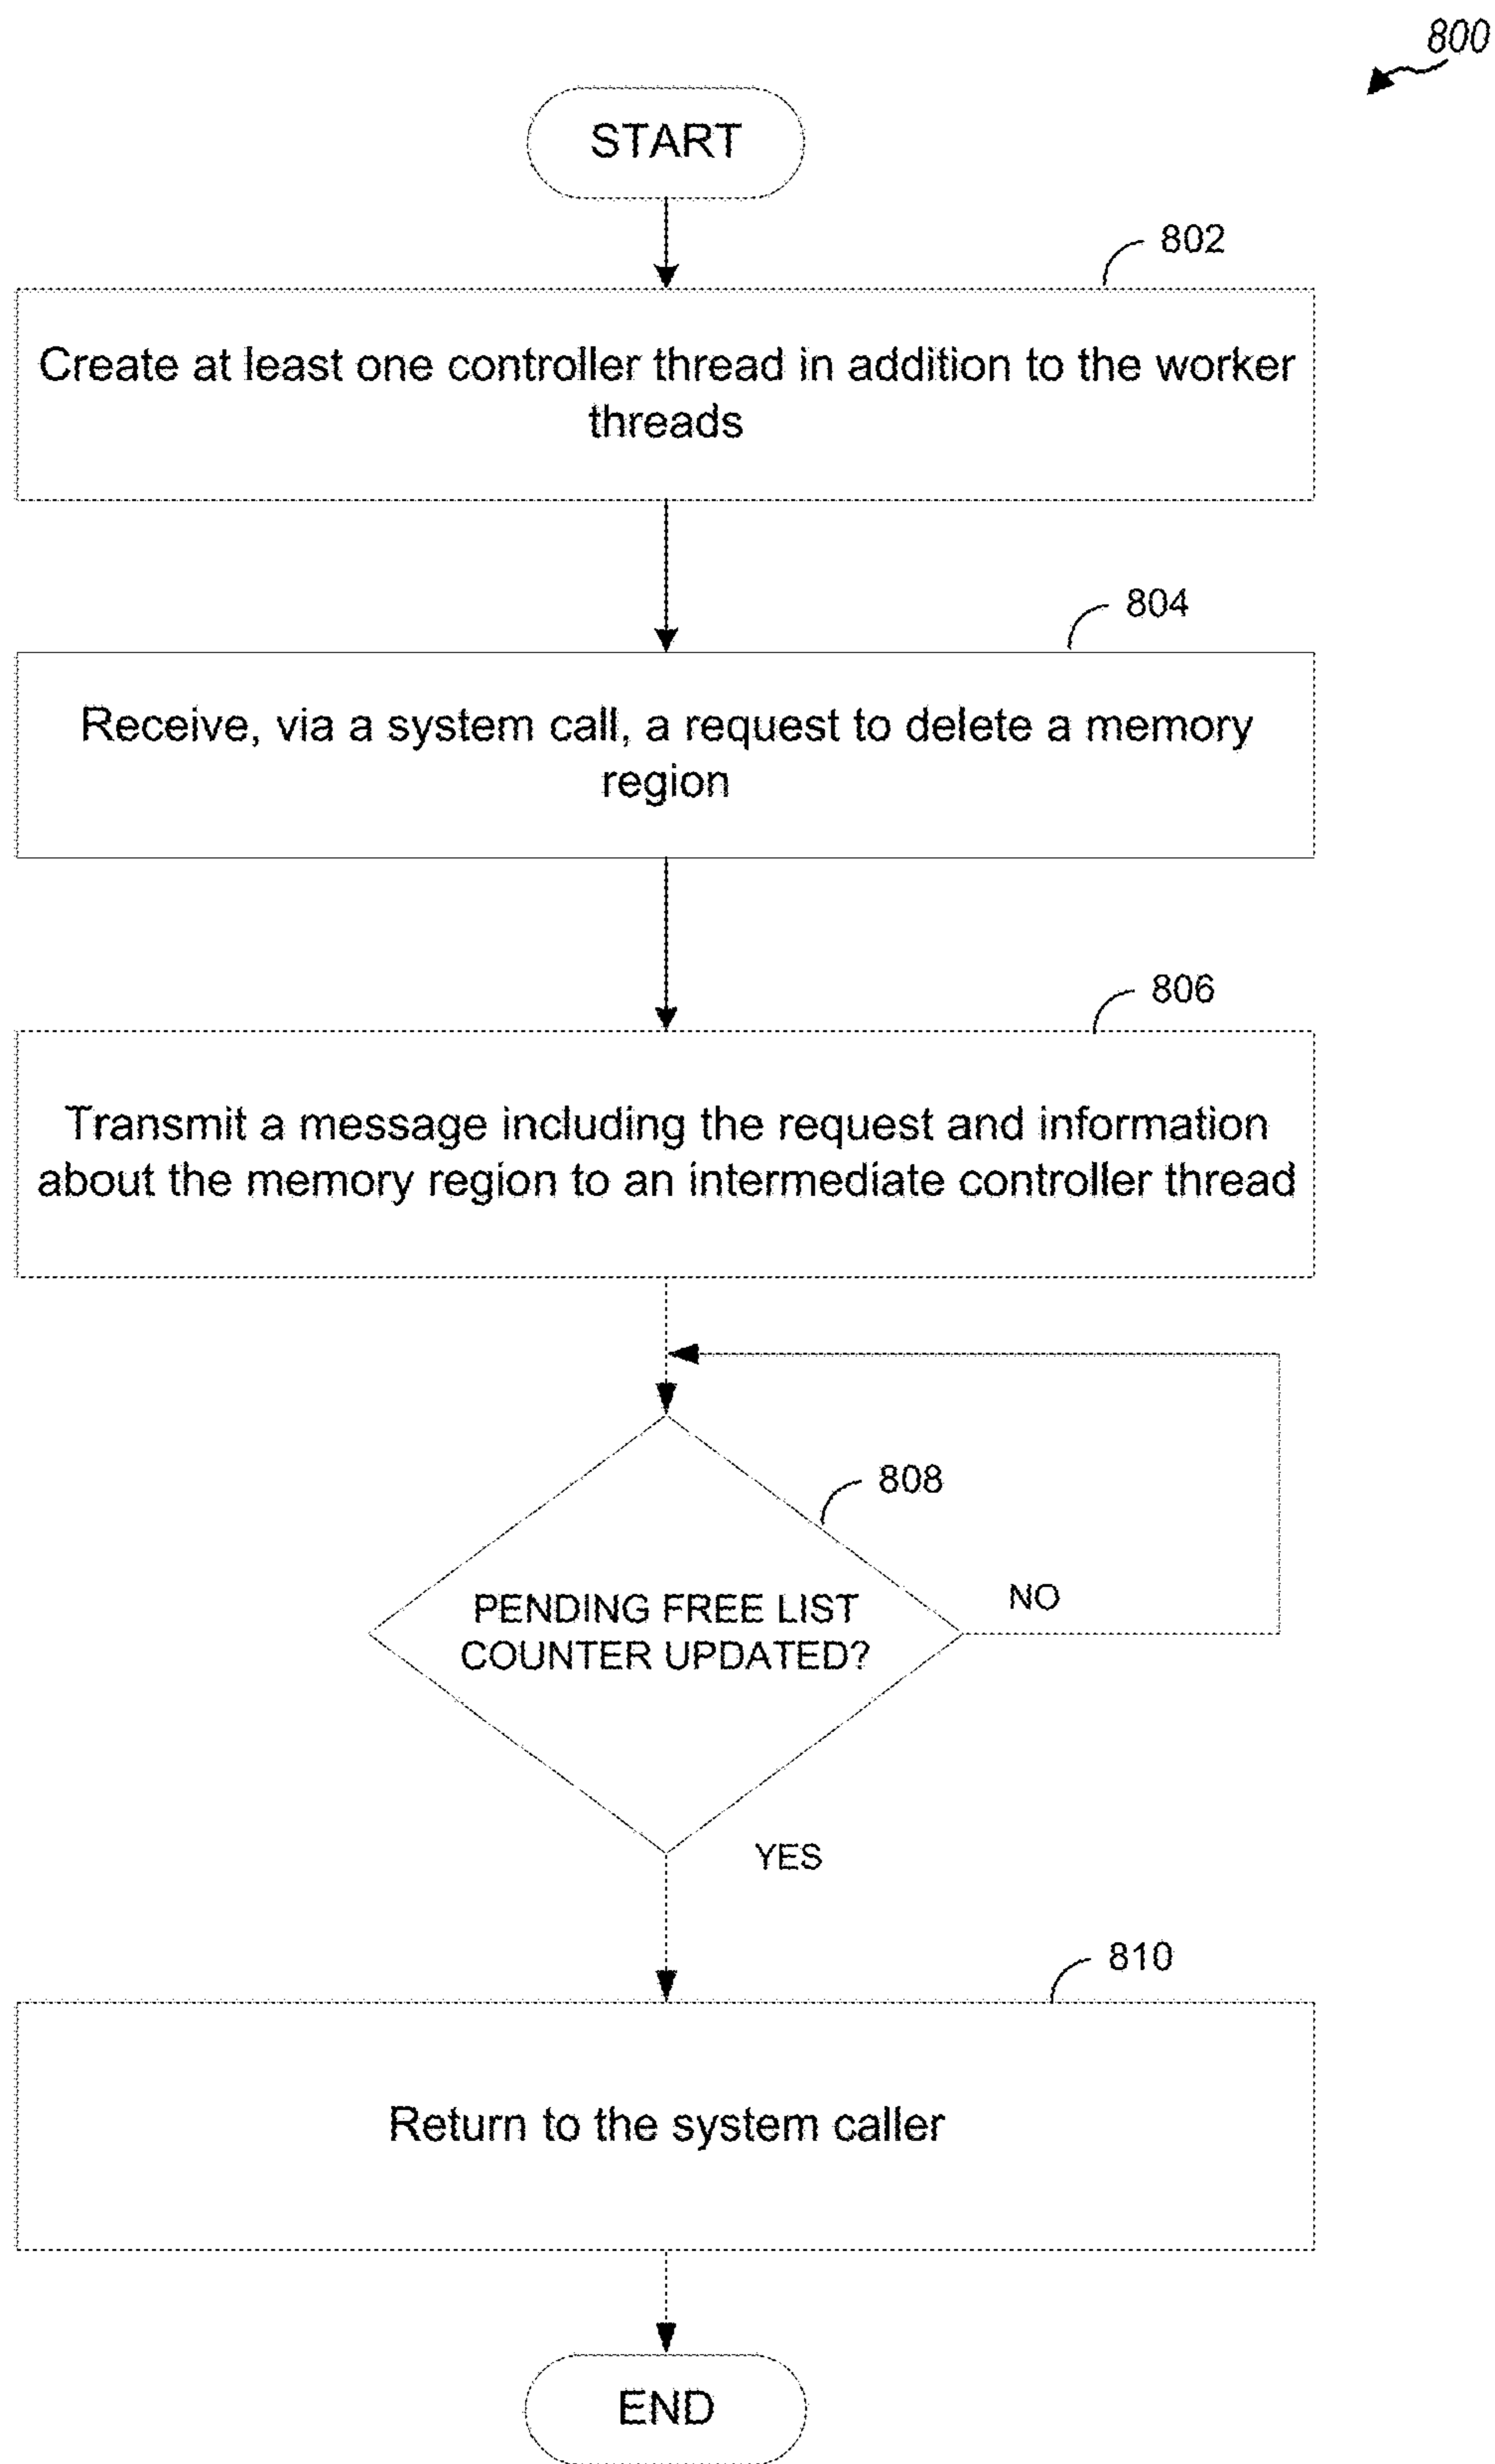 800
START
802
Create at least one controller thread in addition to the worker
threads
804
Receive, via a system call, a request to delete a memory
region
806
Transmit a message including the request and information
about the memory region to an intermediate controller thread
808
PENDING FREE LIST
COUNTER UPDATED?
NO
YES
810
Return to the system caller
END